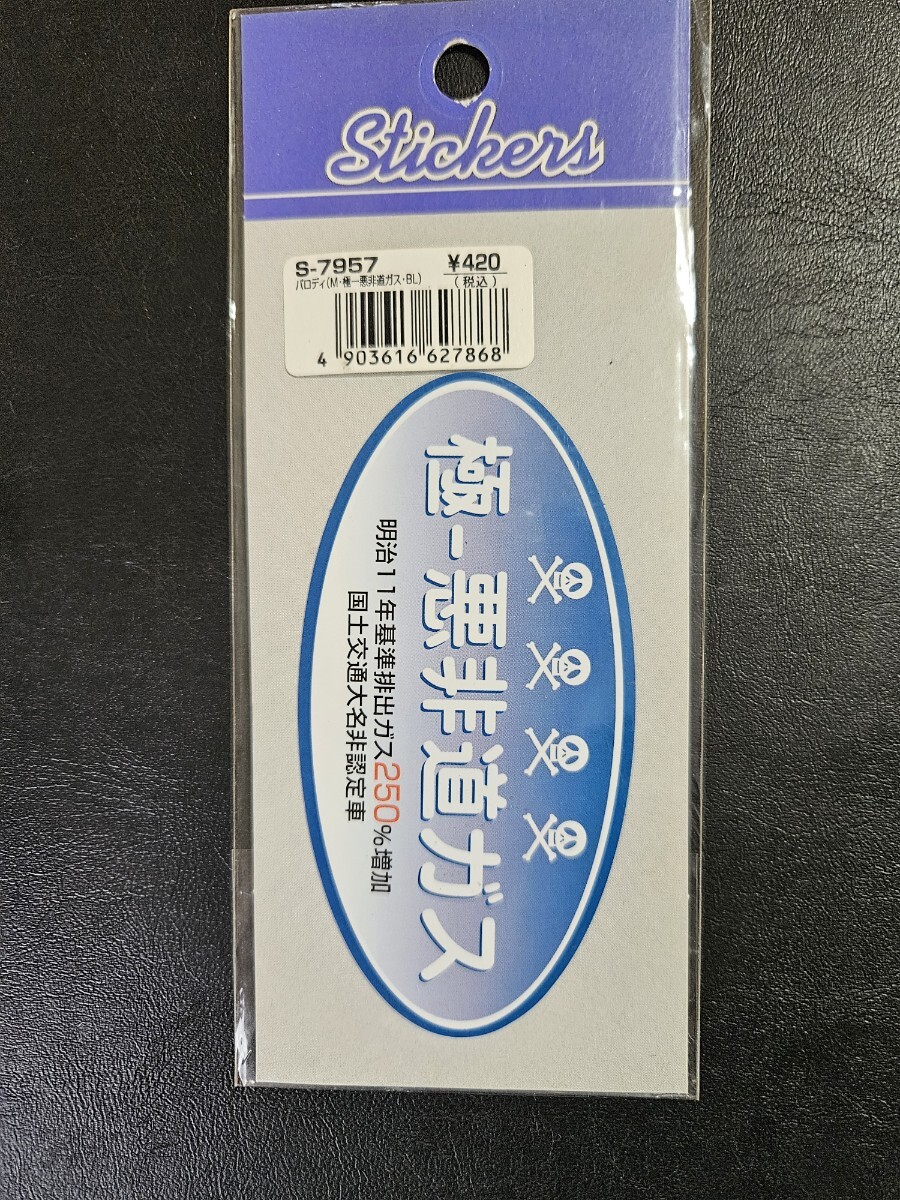 Stickers
S-7957 ¥420
パロディ(M・極ー悪非道ガス・BL) (税込)
4 903616 627868
極-悪非道ガス
明治11年基準排出ガス250%増加
国土交通大名非認定車